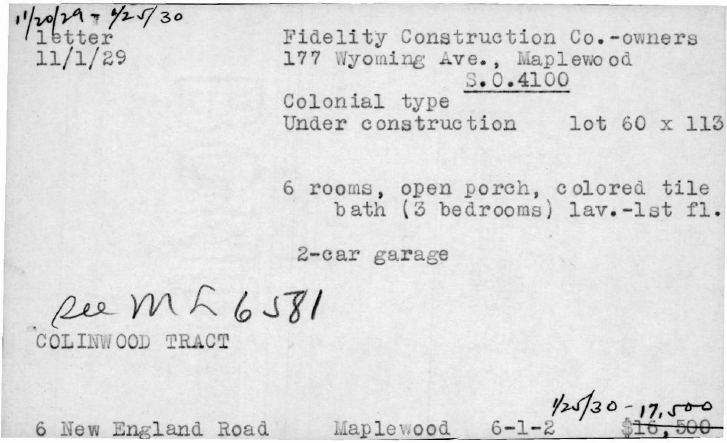 11/20/29 - 1/25/30
letter Fidelity Construction Co.-owners
11/1/29 177 Wyoming Ave., Maplewood
S.O.4100
Colonial type
Under construction lot 60 x 113
6 rooms, open porch, colored tile
bath (3 bedrooms) lav.-1st fl.
2-car garage
see ML 6581
COLINWOOD TRACT
1/25/30 - 17,500
6 New England Road Maplewood 6-1-2 $16,500